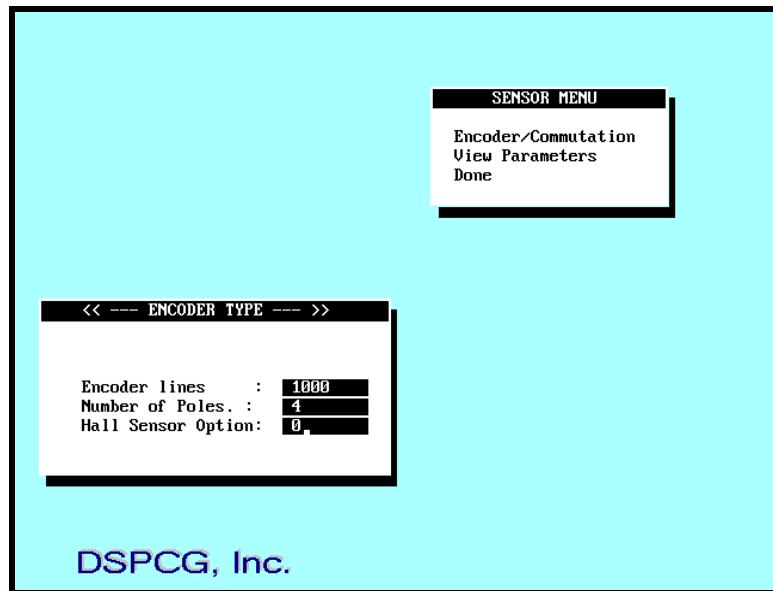 SENSOR MENU
Encoder/Commutation
View Parameters
Done
<< --- ENCODER TYPE --- >>
Encoder lines : 1000
Number of Poles. : 4
Hall Sensor Option: 0_
DSPCG, Inc.